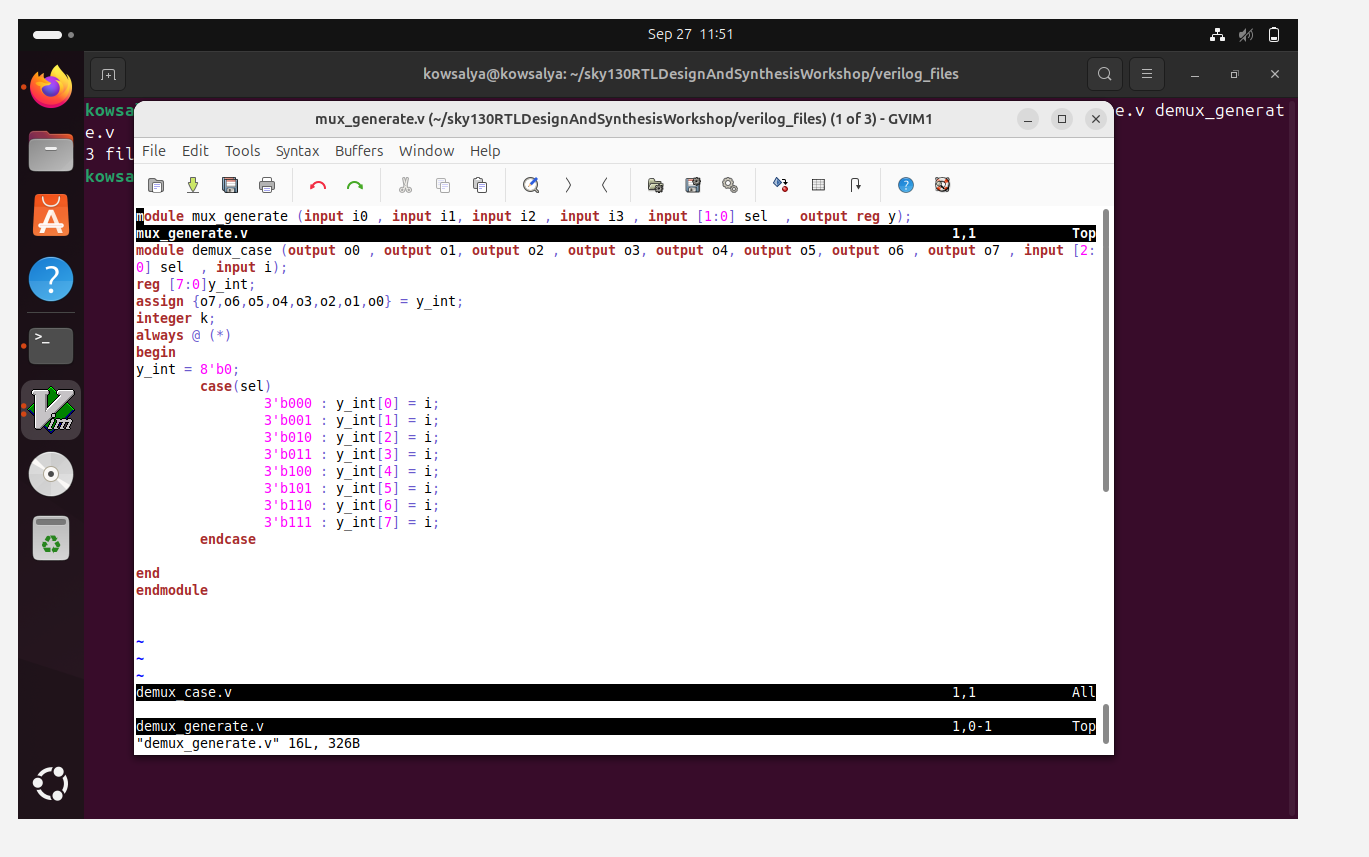 Sep 27 11:51
kowsalya@kowsalya: ~/sky130RTLDesignAndSynthesisWorkshop/verilog_files
kowsa
e.v demux_generat
e.v
3 fil
kowsa
mux_generate.v (~/sky130RTLDesignAndSynthesisWorkshop/verilog_files) (1 of 3) - GVIM1
File Edit Tools Syntax Buffers Window Help
module mux_generate (input i0 , input i1, input i2 , input i3 , input [1:0] sel  , output reg y);
mux_generate.v 1,1 Top
module demux_case (output o0 , output o1, output o2 , output o3, output o4, output o5, output o6 , output o7 , input [2:
0] sel  , input i);
reg [7:0]y_int;
assign {o7,o6,o5,o4,o3,o2,o1,o0} = y_int;
integer k;
always @ (*)
begin
y_int = 8'b0;
case(sel)
3'b000 : y_int[0] = i;
3'b001 : y_int[1] = i;
3'b010 : y_int[2] = i;
3'b011 : y_int[3] = i;
3'b100 : y_int[4] = i;
3'b101 : y_int[5] = i;
3'b110 : y_int[6] = i;
3'b111 : y_int[7] = i;
endcase
end
endmodule
~
~
~
demux_case.v 1,1 All
demux_generate.v 1,0-1 Top
"demux_generate.v" 16L, 326B